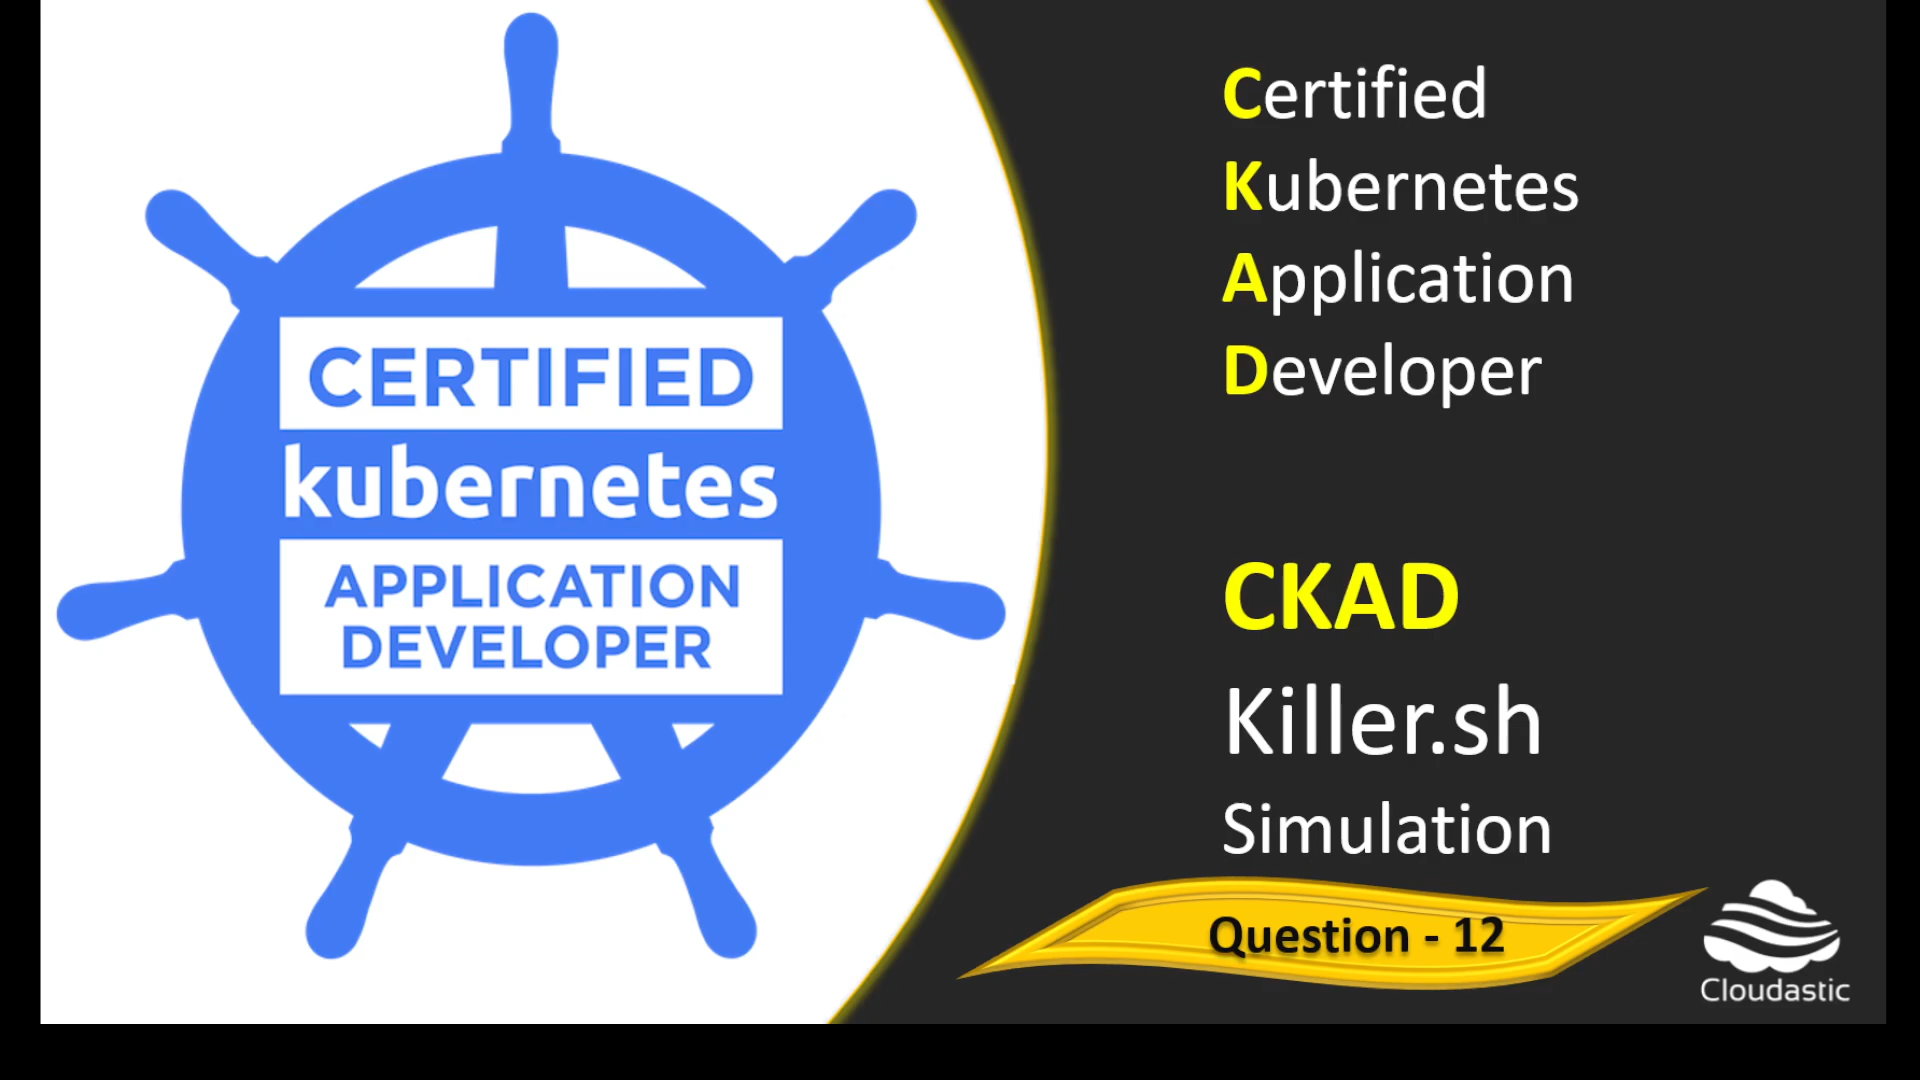 CERTIFIED
kubernetes
APPLICATION
DEVELOPER
Certified
Kubernetes
Application
Developer
CKAD
Killer.sh
Simulation
Question - 12
Cloudastic